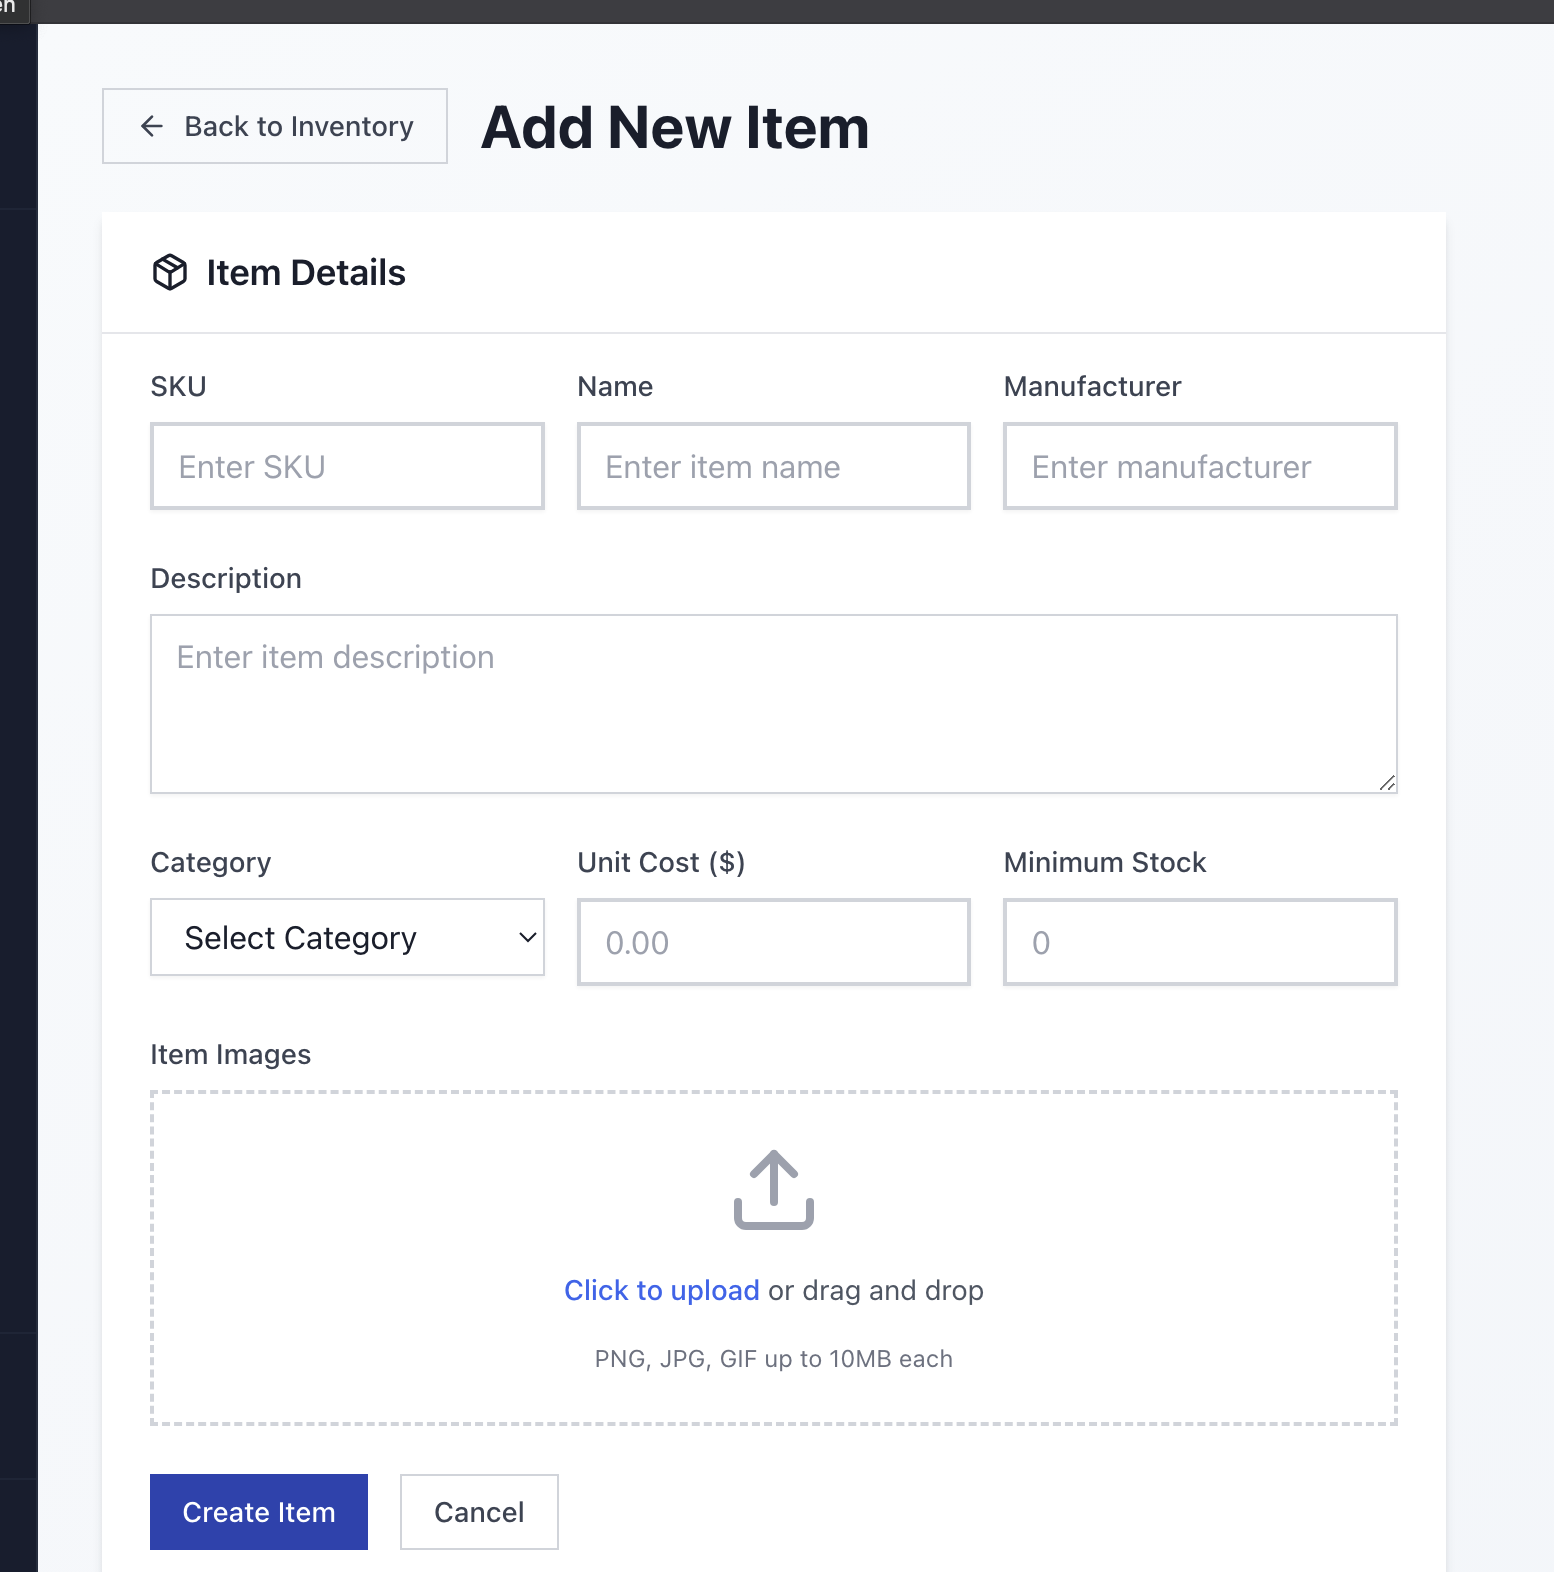 en
Back to Inventory
Add New Item
Item Details
SKU
Name
Manufacturer
Enter SKU
Enter item name
Enter manufacturer
Description
Enter item description
Category
Unit Cost ($)
Minimum Stock
Select Category
0.00
0
Item Images
Click to upload or drag and drop
PNG, JPG, GIF up to 10MB each
Create Item
Cancel